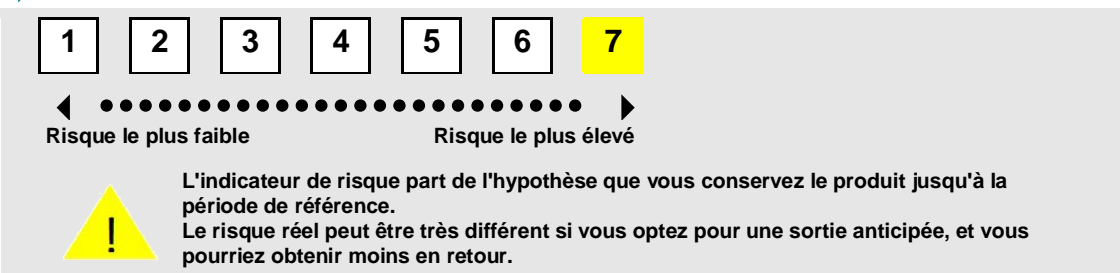 1 2 3 4 5 6 7
Risque le plus faible Risque le plus élevé
L'indicateur de risque part de l'hypothèse que vous conservez le produit jusqu'à la
période de référence.
Le risque réel peut être très différent si vous optez pour une sortie anticipée, et vous
pourriez obtenir moins en retour.
!